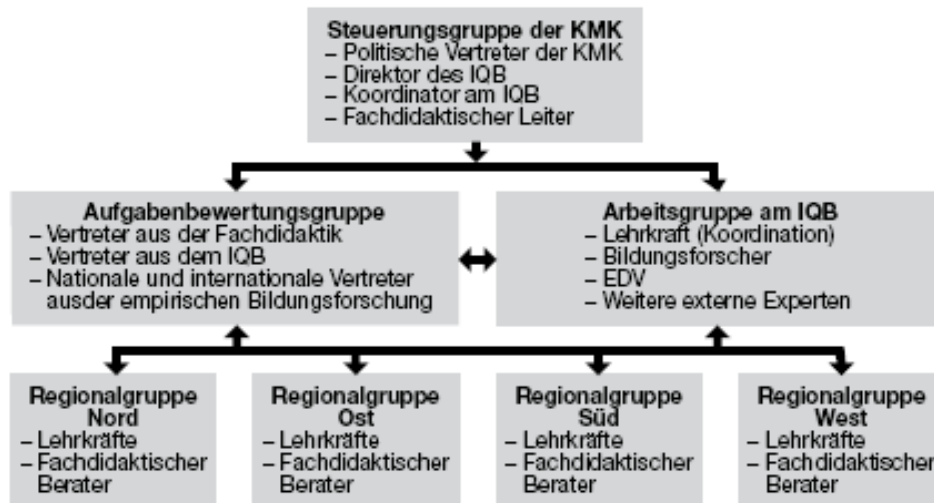 Steuerungsgruppe der KMK
– Politische Vertreter der KMK
– Direktor des IQB
– Koordinator am IQB
– Fachdidaktischer Leiter
Aufgabenbewertungsgruppe
– Vertreter aus der Fachdidaktik
– Vertreter aus dem IQB
– Nationale und internationale Vertreter
ausder empirischen Bildungsforschung
Arbeitsgruppe am IQB
– Lehrkraft (Koordination)
– Bildungsforscher
– EDV
– Weitere externe Experten
Regionalgruppe
Nord
– Lehrkräfte
– Fachdidaktischer
Berater
Regionalgruppe
Ost
– Lehrkräfte
– Fachdidaktischer
Berater
Regionalgruppe
Süd
– Lehrkräfte
– Fachdidaktischer
Berater
Regionalgruppe
West
– Lehrkräfte
– Fachdidaktischer
Berater